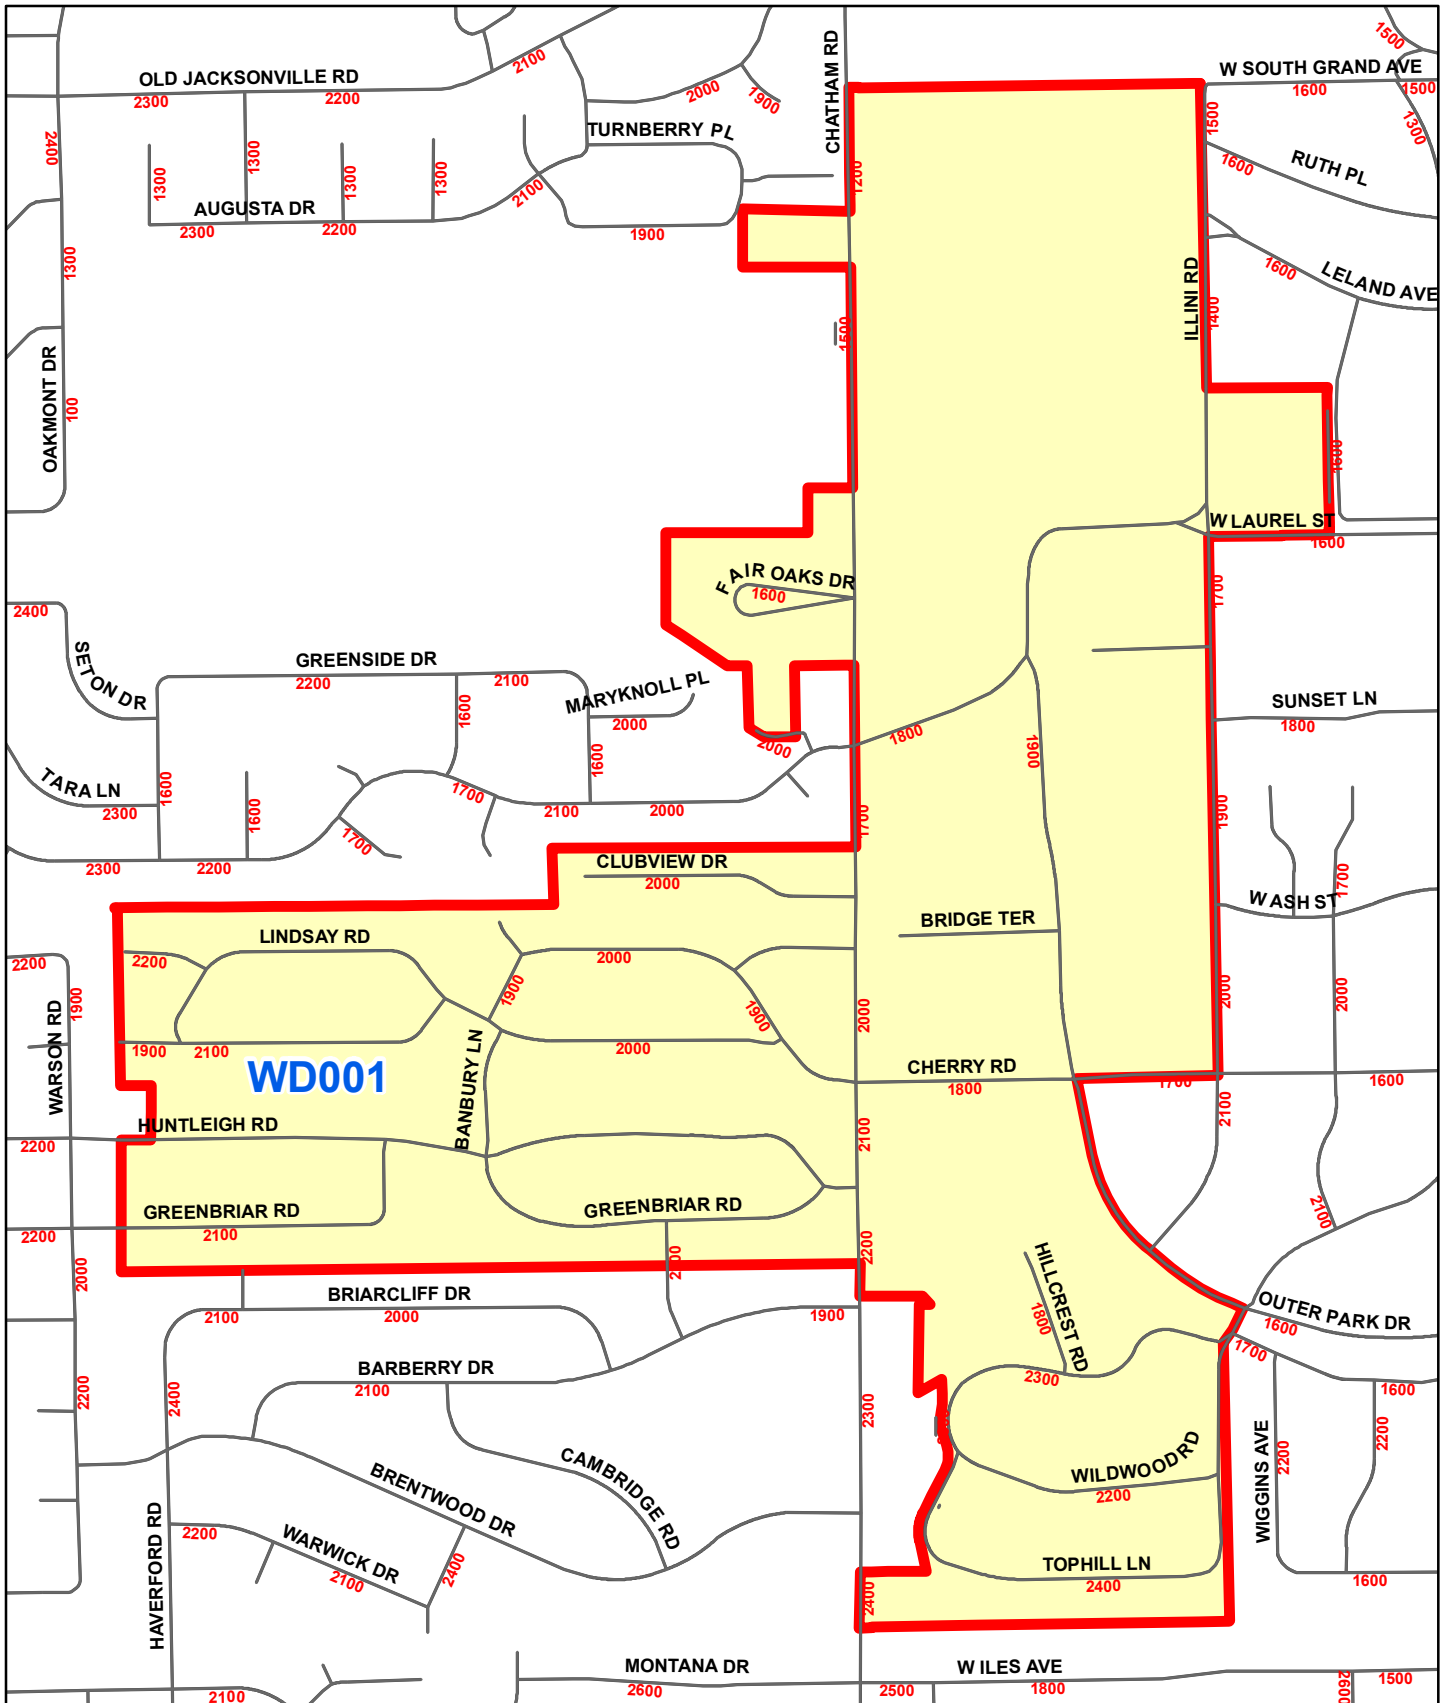 1500
CHATHAM RD
2100
W SOUTH GRAND AVE
OLD JACKSONVILLE RD
1600
1500
2300
2200
2000
1900
1500
1300
2400
TURNBERRY PL
1300
1300
1300
1300
2100
1200
1600
RUTH PL
AUGUSTA DR
2300
2200
1900
1300
ILLINI RD
1600
LELAND AVE
1400
1500
OAKMONT DR
100
1600
W LAUREL ST
1600
FAIR OAKS DR
1600
1700
2400
SETON DR
GREENSIDE DR
2200
2100
MARYKNOLL PL
2000
1600
SUNSET LN
1800
1800
1900
2000
1600
TARA LN
2300
1600
1600
1700
1700
2100
2000
1700
1900
2300
2200
CLUBVIEW DR
2000
1700
W ASH ST
BRIDGE TER
LINDSAY RD
2200
2200
2000
1900
1900
WARSON RD
1900
2000
2000
2000
1900
2100
2000
BANBURY LN
WD001
CHERRY RD
1800
1700
1600
HUNTLEIGH RD
2200
2100
2100
GREENBRIAR RD
2100
2200
GREENBRIAR RD
2100
2200
2200
2000
HILLCREST RD
1800
BRIARCLIFF DR
2100
2000
1900
OUTER PARK DR
1600
1700
BARBERRY DR
2100
2300
1600
2200
2400
2300
CAMBRIDGE RD
WILDWOOD RD
2200
WIGGINS AVE
2200
2200
BRENTWOOD DR
HAVERFORD RD
2200
WARWICK DR
2100
2400
TOPHILL LN
2400
1600
2400
MONTANA DR
2600
W ILES AVE
2500
1800
2600
1500
2100